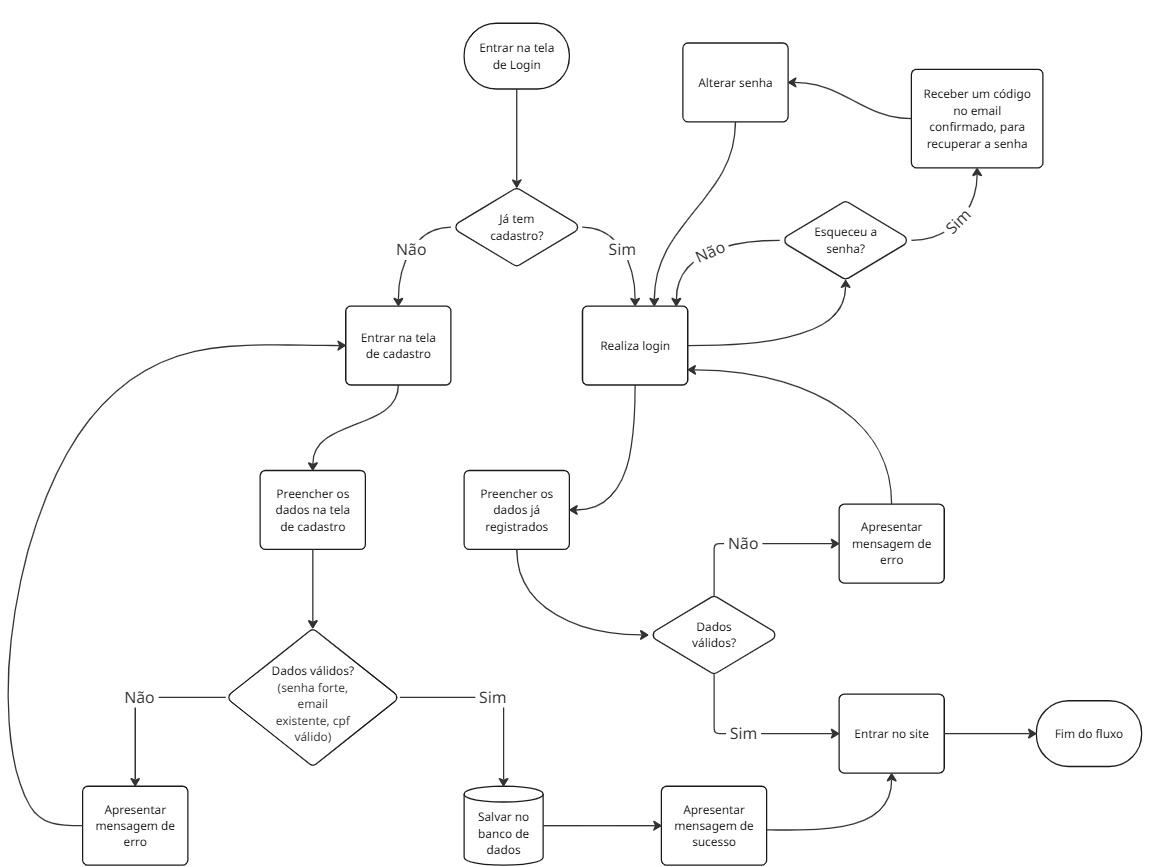 Entrar na tela
de Login
Alterar senha
Receber um código
no email
confirmado, para
recuperar a senha
Já tem
cadastro?
Esqueceu a
senha?
Não
Sim
Não
Sim
Entrar na tela
de cadastro
Realiza login
Preencher os
dados na tela
de cadastro
Preencher os
dados já
registrados
Apresentar
mensagem de
erro
Não
Dados
válidos?
Sim
Dados válidos?
(senha forte,
email
existente, cpf
válido)
Não
Sim
Entrar no site
Fim do fluxo
Apresentar
mensagem de
erro
Salvar no
banco de
dados
Apresentar
mensagem de
sucesso